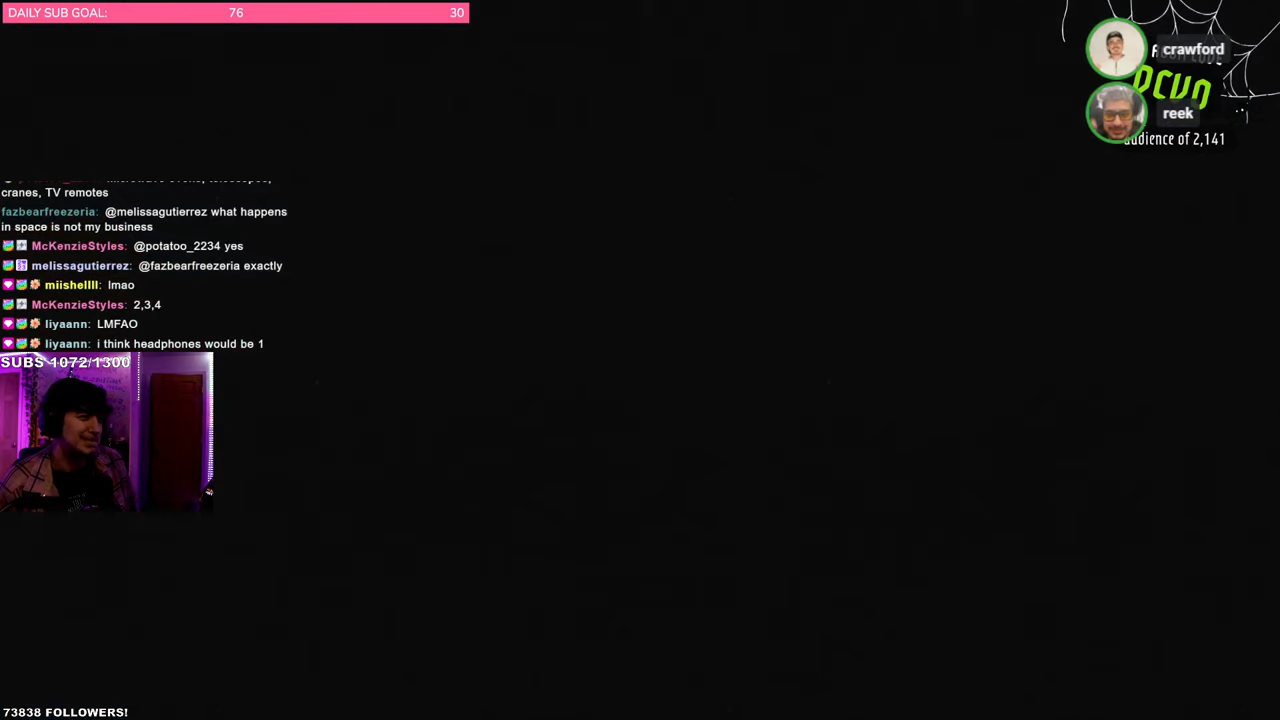 DAILY SUB GOAL: 76 30
crawford
DCVQ
reek
audience of 2,141
cranes, TV remotes
fazbearfreezeria: @melissagutierrez what happens
in space is not my business
McKenzieStyles: @potatoo_2234 yes
melissagutierrez: @fazbearfreezeria exactly
miishellll: lmao
McKenzieStyles: 2,3,4
liyaann: LMFAO
liyaann: i think headphones would be 1
SUBS 1072/1300
73838 FOLLOWERS!